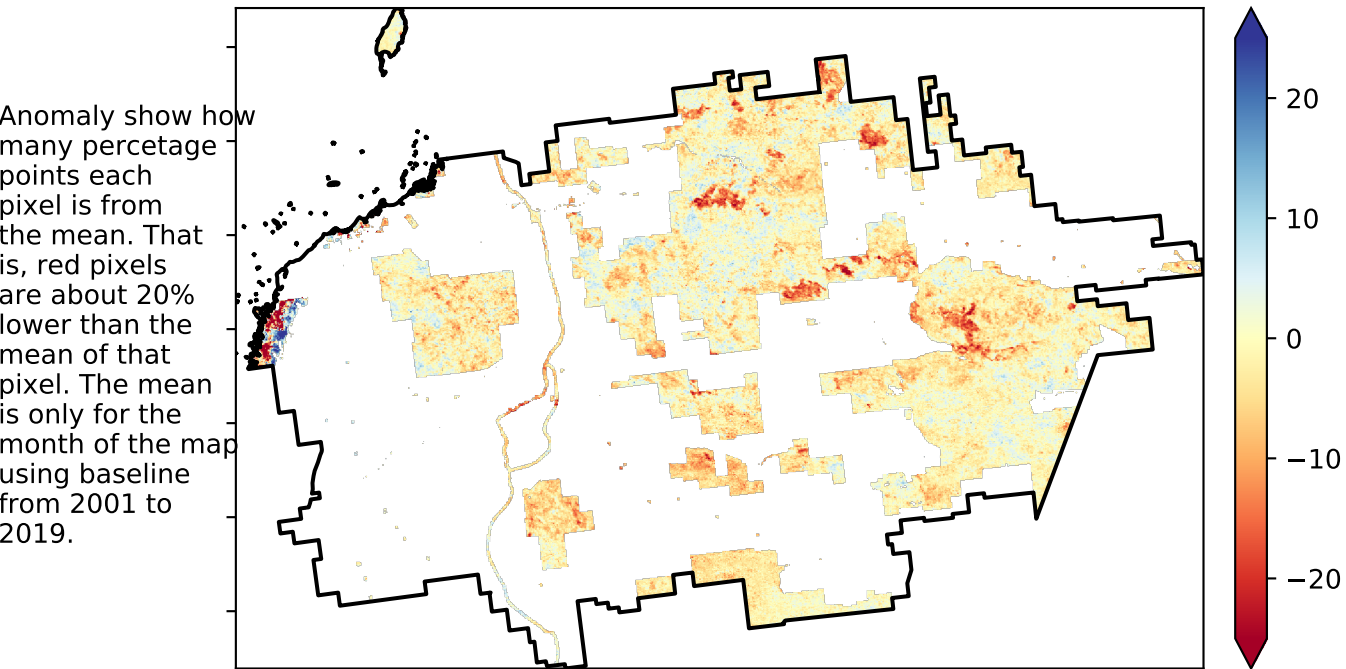 Anomaly show how
many percetage
points each
pixel is from
the mean. That
is, red pixels
are about 20%
lower than the
mean of that
pixel. The mean
is only for the
month of the map
using baseline
from 2001 to
2019.
20
10
0
−10
−20